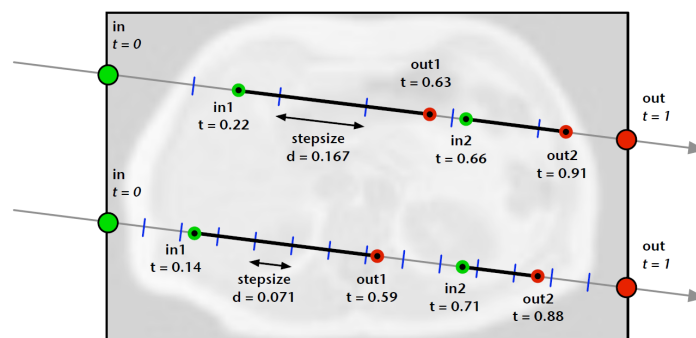 in
t = 0
in1
t = 0.22
stepsize
d = 0.167
out1
t = 0.63
in2
t = 0.66
out2
t = 0.91
out
t = 1
in
t = 0
in1
t = 0.14
stepsize
d = 0.071
out1
t = 0.59
in2
t = 0.71
out2
t = 0.88
out
t = 1